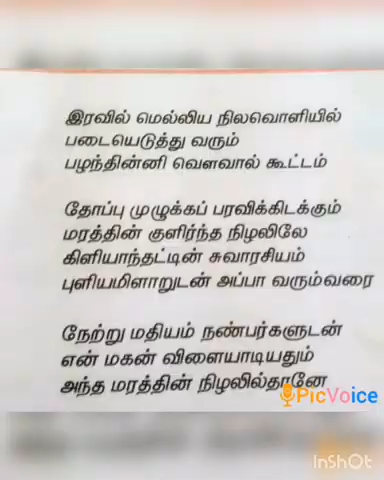 இரவில் மெல்லிய நிலவொளியில்
படையெடுத்து வரும்
பழந்தின்னி வௌவால் கூட்டம்
தோப்பு முழுக்கப் பரவிக்கிடக்கும்
மரத்தின் குளிர்ந்த நிழலிலே
கிளியாந்தட்டின் சுவாரசியம்
புளியமிளாறுடன் அப்பா வரும்வரை
நேற்று மதியம் நண்பர்களுடன்
என் மகன் விளையாடியதும்
அந்த மரத்தின் நிழலில்தானே
PicVoice
InShOt